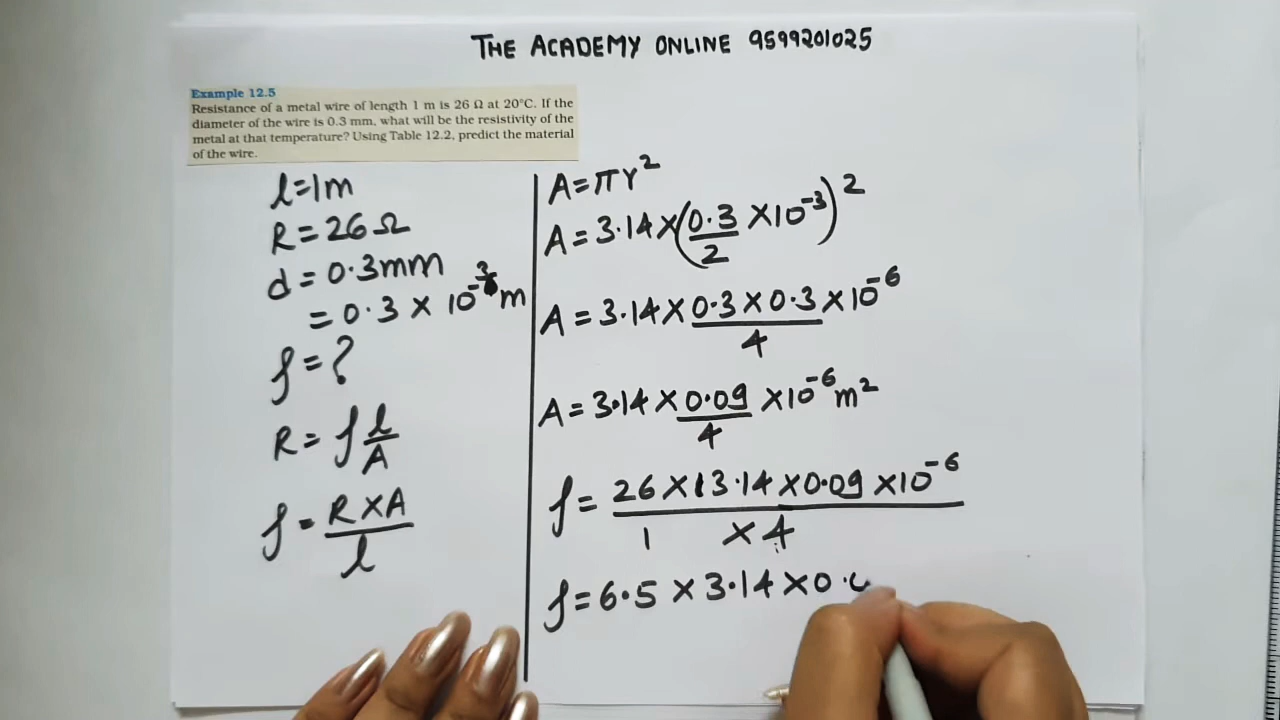 THE ACADEMY ONLINE 9599201025
Example 12.5
Resistance of a metal wire of length 1 m is 26 Ω at 20°C. If the
diameter of the wire is 0.3 mm, what will be the resistivity of the
metal at that temperature? Using Table 12.2, predict the material
of the wire.
l=1m
R=26Ω
d=0.3mm
=0.3×10⁻³m
ρ=?
R=ρ l/A
ρ=R×A/l
A=πr²
A=3.14×(0.3/2×10⁻³)²
A=3.14×0.3×0.3/4×10⁻⁶
A=3.14×0.09/4×10⁻⁶m²
ρ=26×3.14×0.09×10⁻⁶/1×4
ρ=6.5×3.14×0.